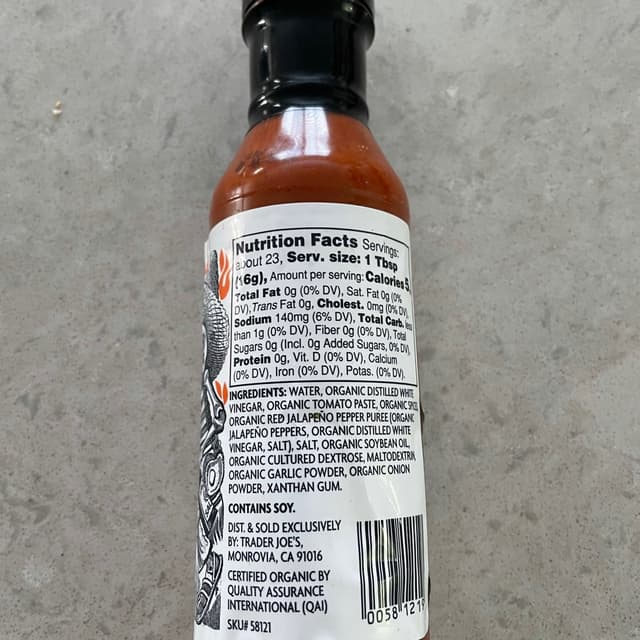 Nutrition Facts Servings:
about 23, Serv. size: 1 Tbsp
(16g), Amount per serving: Calories 5,
Total Fat 0g (0% DV), Sat. Fat 0g (0%
DV), Trans Fat 0g, Cholest. 0mg (0% DV),
Sodium 140mg (6% DV), Total Carb. less
than 1g (0% DV), Fiber 0g (0% DV), Total
Sugars 0g (Incl. 0g Added Sugars, 0% DV),
Protein 0g, Vit. D (0% DV), Calcium
(0% DV), Iron (0% DV), Potas. (0% DV).
INGREDIENTS: WATER, ORGANIC DISTILLED WHITE
VINEGAR, ORGANIC TOMATO PASTE, ORGANIC SPICES,
ORGANIC RED JALAPEÑO PEPPER PUREE (ORGANIC
JALAPEÑO PEPPERS, ORGANIC DISTILLED WHITE
VINEGAR, SALT), SALT, ORGANIC SOYBEAN OIL,
ORGANIC CULTURED DEXTROSE, MALTODEXTRIN,
ORGANIC GARLIC POWDER, ORGANIC ONION
POWDER, XANTHAN GUM.
CONTAINS SOY.
DIST. & SOLD EXCLUSIVELY
BY: TRADER JOE'S,
MONROVIA, CA 91016
CERTIFIED ORGANIC BY
QUALITY ASSURANCE
INTERNATIONAL (QAI)
SKU# 58121
0058 121